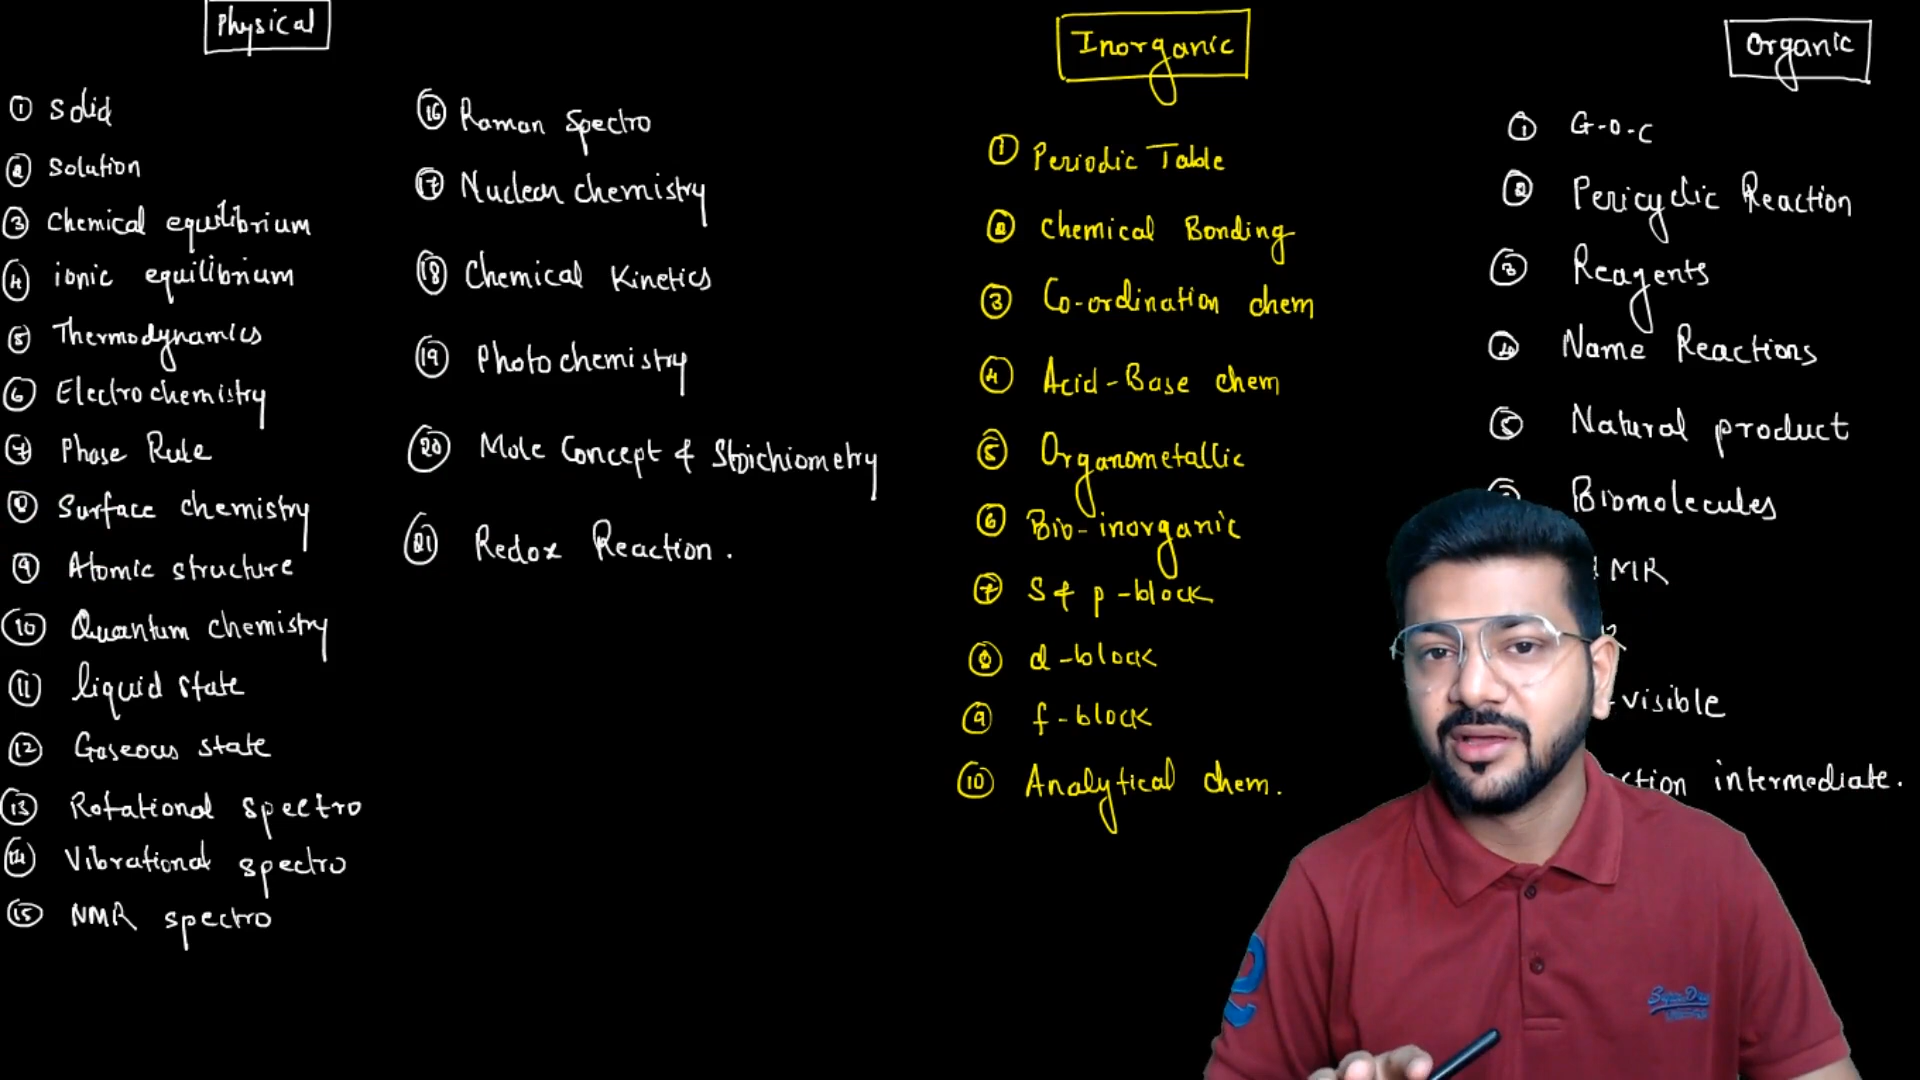 Physical
① Solid
② Solution
③ Chemical equilibrium
④ ionic equilibrium
⑤ Thermodynamics
⑥ Electrochemistry
⑦ Phase Rule
⑧ Surface chemistry
⑨ Atomic structure
⑩ Quantum chemistry
⑪ liquid state
⑫ Gaseous state
⑬ Rotational spectro
⑭ Vibrational spectro
⑮ NMR spectro
⑯ Raman Spectro
⑰ Nuclear chemistry
⑱ Chemical Kinetics
⑲ Photochemistry
⑳ Mole Concept & Stoichiometry
㉑ Redox Reaction.
Inorganic
① Periodic Table
② Chemical Bonding
③ Co-ordination chem
④ Acid-Base chem
⑤ Organometallic
⑥ Bio-inorganic
⑦ S & p-block
⑧ d-block
⑨ f-block
⑩ Analytical chem.
Organic
① G.O.C
② Pericyclic Reaction
③ Reagents
④ Name Reactions
⑤ Natural product
Biomolecules
MR
-visible
ction intermediate.